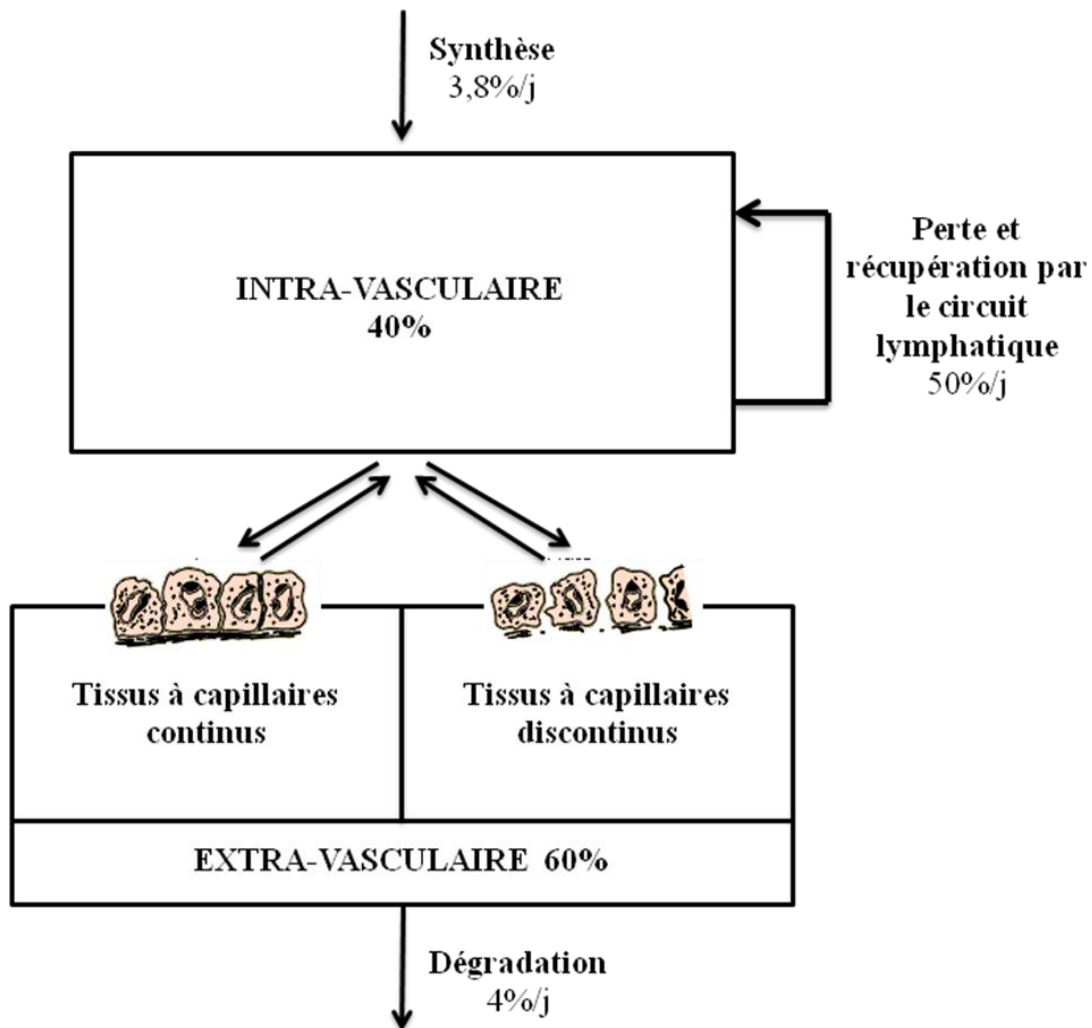 Synthèse
3,8%/j
INTRA-VASCULAIRE
40%
Perte et
récupération par
le circuit
lymphatique
50%/j
Tissus à capillaires
continus
Tissus à capillaires
discontinus
EXTRA-VASCULAIRE 60%
Dégradation
4%/j